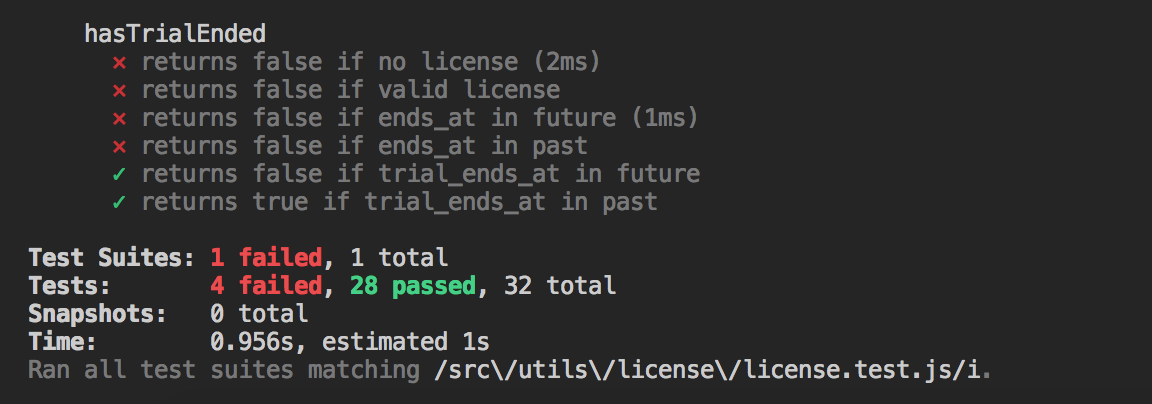 hasTrialEnded
✕ returns false if no license (2ms)
✕ returns false if valid license
✕ returns false if ends_at in future (1ms)
✕ returns false if ends_at in past
✓ returns false if trial_ends_at in future
✓ returns true if trial_ends_at in past
Test Suites: 1 failed, 1 total
Tests: 4 failed, 28 passed, 32 total
Snapshots: 0 total
Time: 0.956s, estimated 1s
Ran all test suites matching /src\//utils\//license\//license.test.js/i.